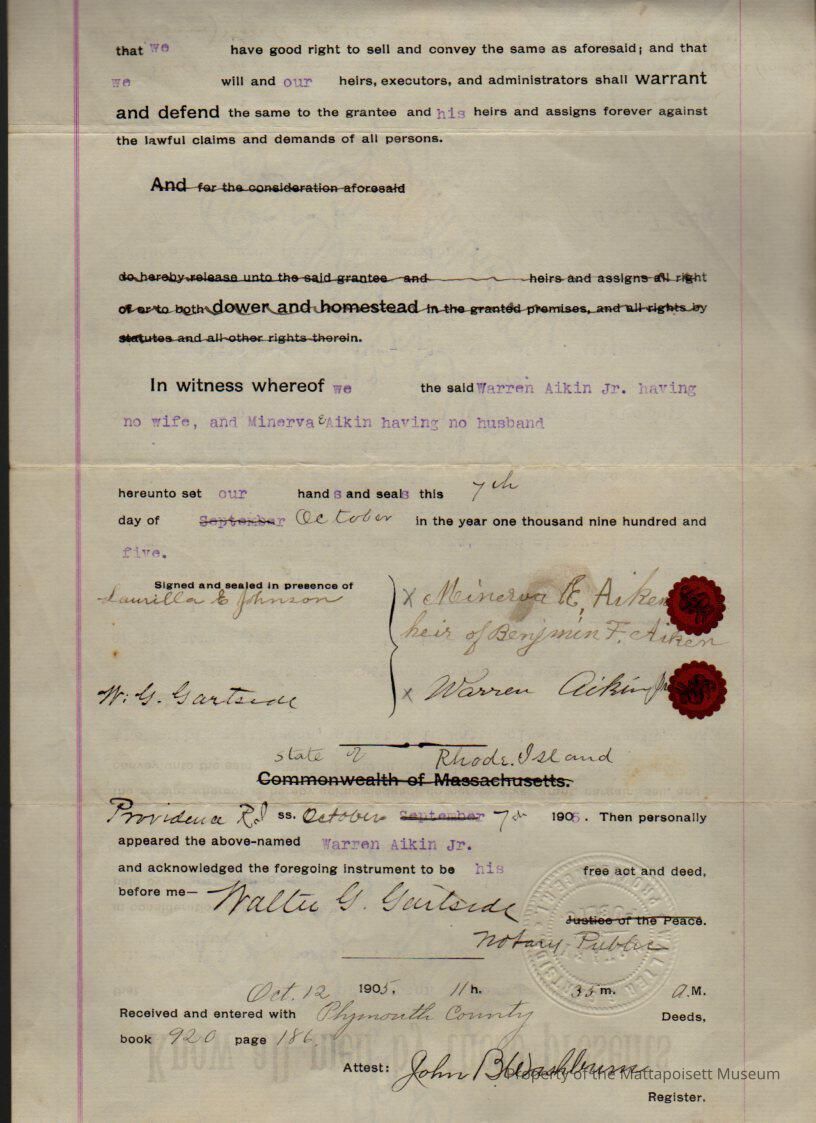 that we have good right to sell and convey the same as aforesaid; and that
we will and our heirs, executors, and administrators shall warrant
and defend the same to the grantee and his heirs and assigns forever against
the lawful claims and demands of all persons.
And for the consideration aforesaid
do hereby release unto the said grantee and heirs and assigns all right
of or to both dower and homestead in the granted premises, and all rights by
statutes and all other rights therein.
In witness whereof we the said Warren Aikin Jr. having
no wife, and Minerva E Aikin having no husband
hereunto set our hands and seals this 7th
day of September October in the year one thousand nine hundred and
five.
Signed and sealed in presence of
Laurilla E Johnson
x Minerva E, Aiken
heir of Benjmin F. Aiken
W. G. Gartside
x Warren Aikin Jr
State of Rhode Island
Commonwealth of Massachusetts.
Providence R.I ss. October September 7th 1905. Then personally
appeared the above-named Warren Aikin Jr.
and acknowledged the foregoing instrument to be his free act and deed,
before me— Walter G. Gartside
Justice of the Peace.
Notary Public
Oct. 12 1905, 11 h. 35 m. A.M.
Received and entered with Plymouth County Deeds,
book 920 page 186
Attest: John B Washburn
Register.
Property of the Mattapoisett Museum